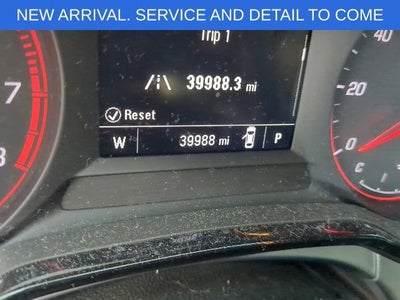 NEW ARRIVAL. SERVICE AND DETAIL TO COME
Trip 1
39988.3 mi
Reset
W 39988 mi P
7
8
40
20
0